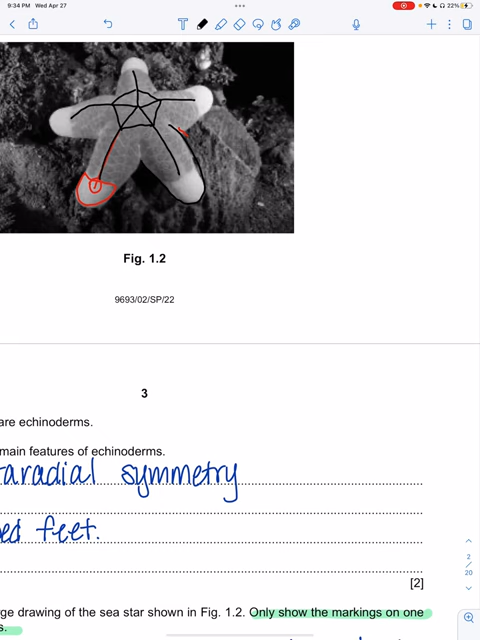 9:34 PM Wed Apr 27
22%
Fig. 1.2
9693/02/SP/22
3
are echinoderms.
main features of echinoderms.
aradial symmetry
ed feet.
[2]
rge drawing of the sea star shown in Fig. 1.2. Only show the markings on one
s.
2
/
20